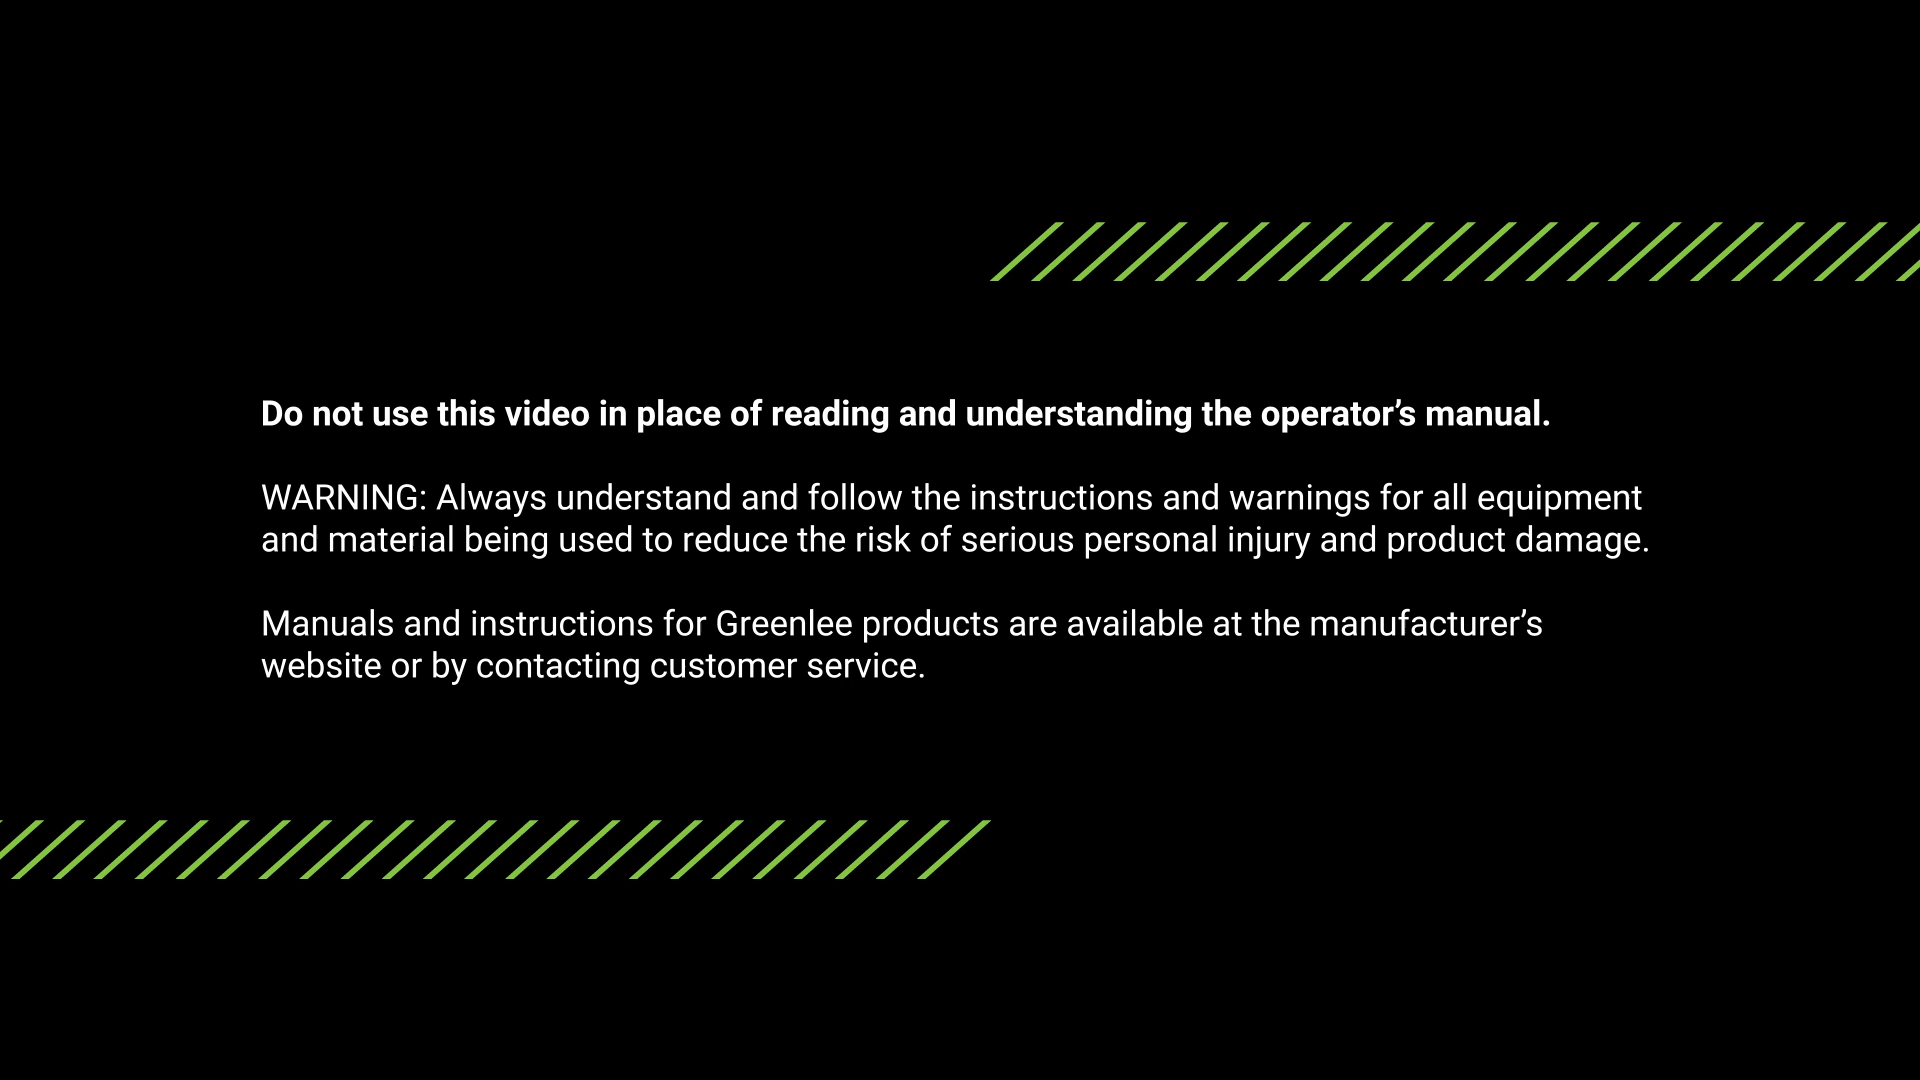 Do not use this video in place of reading and understanding the operator’s manual.
WARNING: Always understand and follow the instructions and warnings for all equipment
and material being used to reduce the risk of serious personal injury and product damage.
Manuals and instructions for Greenlee products are available at the manufacturer’s
website or by contacting customer service.